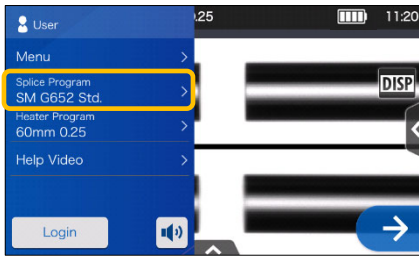 User
.25
11:20
Menu
Splice Program
SM G652 Std.
DISP
Heater Program
60mm 0.25
Help Video
Login